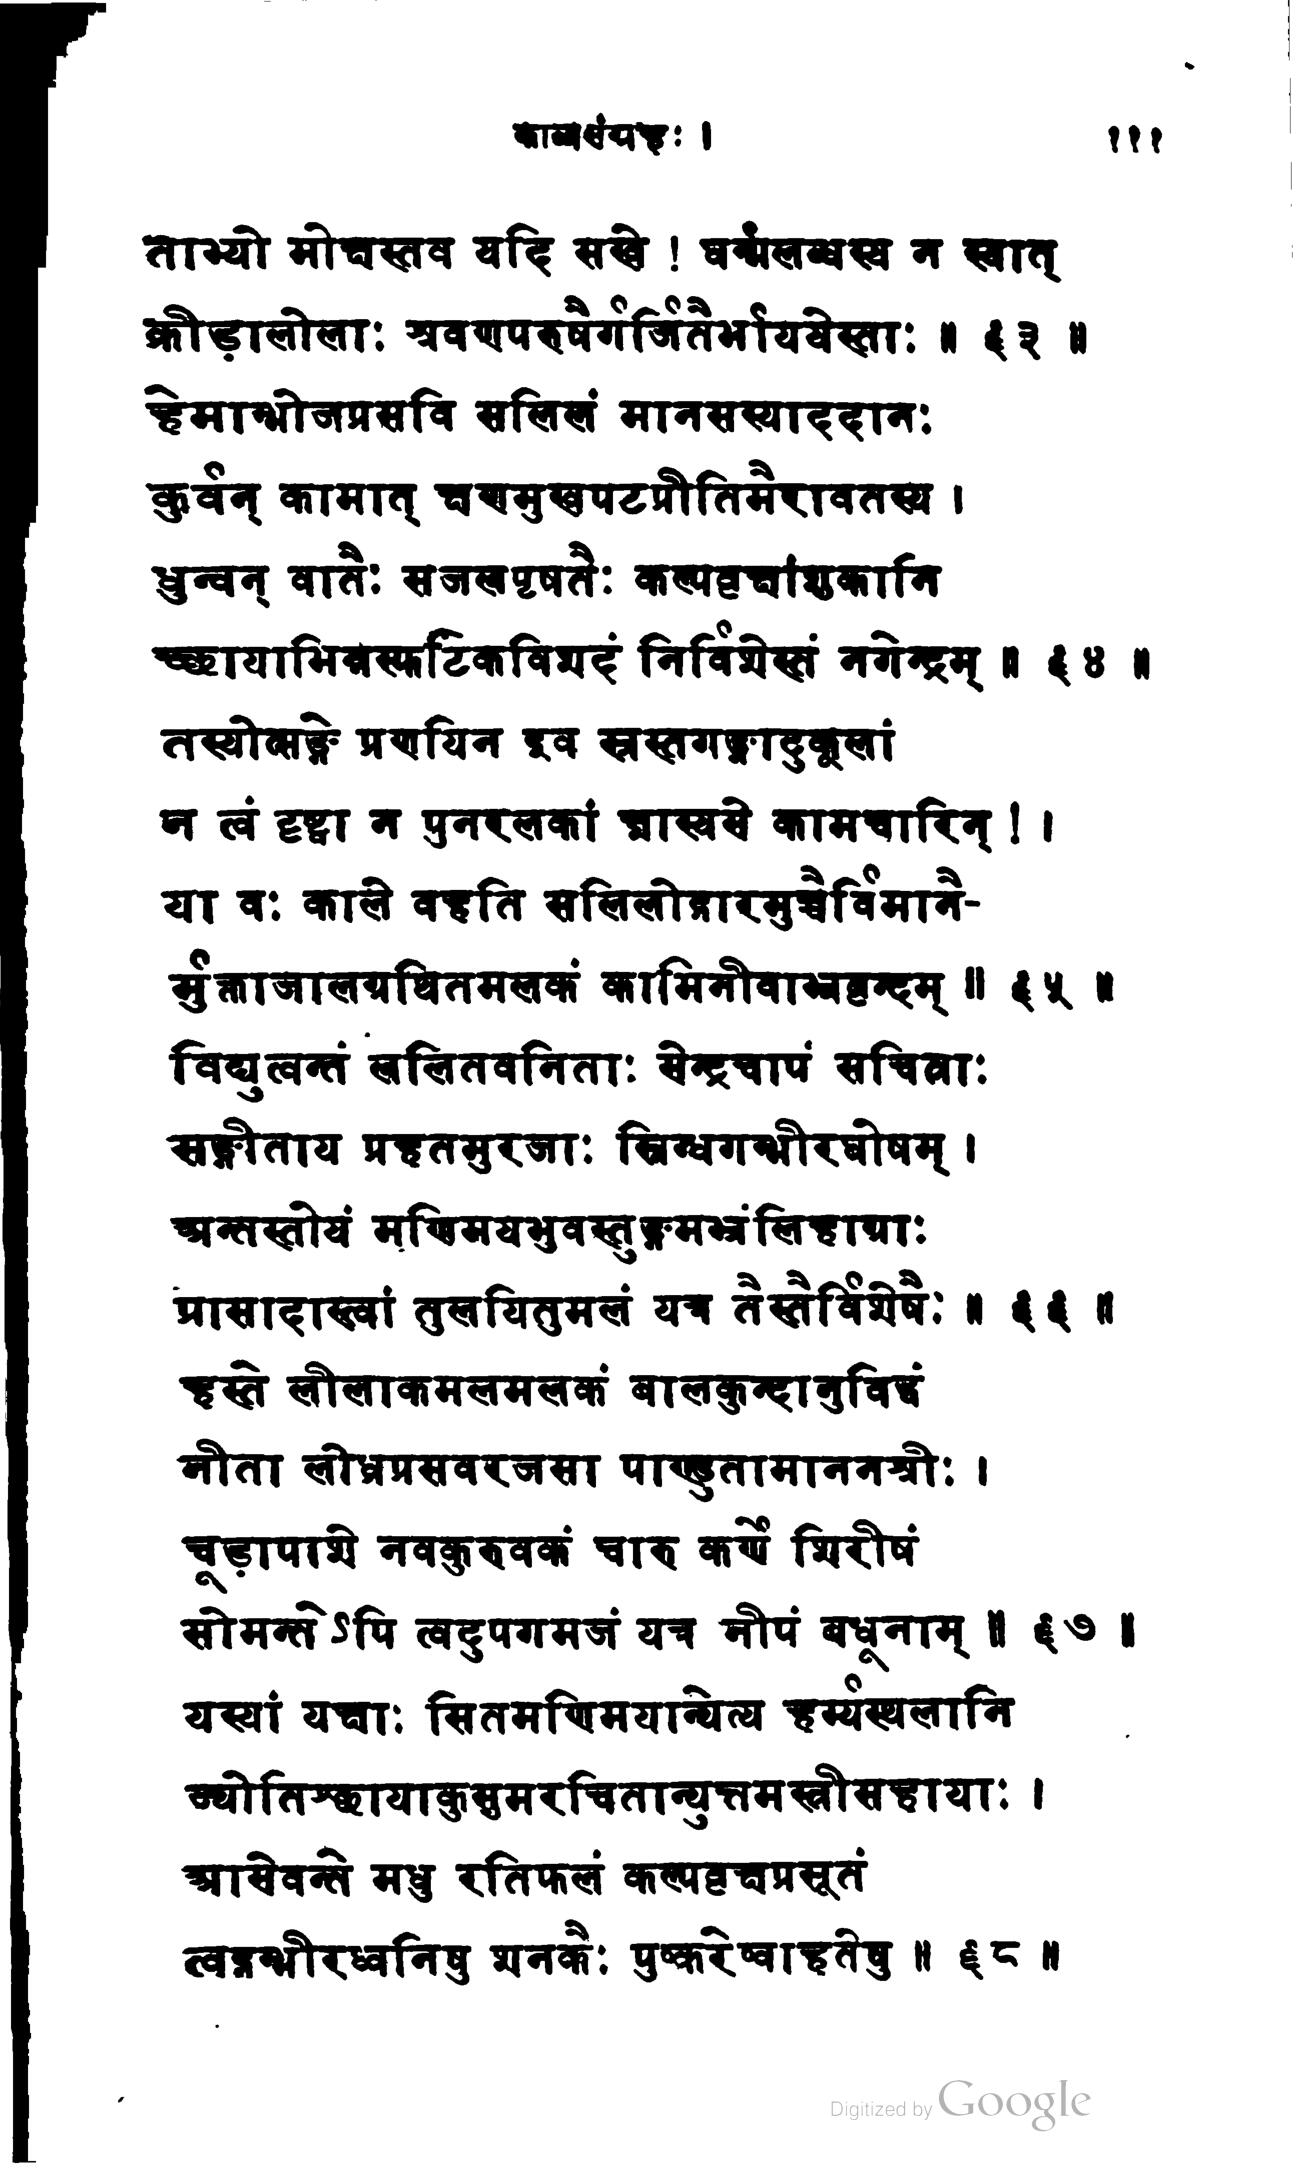 काव्यसंग्रहः । १११
ताभ्यो मोक्षस्तव यदि सखे ! घर्म्मलब्धस्य न स्यात्
क्रीड़ालोलाः श्रवणपरुषैर्गर्जितैर्भाययेस्ताः ॥ ६३ ॥
हेमाम्भोजप्रसवि सलिलं मानसस्याददानः
कुर्वन् कामात् क्षणमुखपटप्रीतिमैरावतस्य ।
धुन्वन् वातैः सजलपृषतैः कल्पवृक्षांशुकानि
च्छायाभिन्नस्फटिकविशदं निर्विशेस्तं नगेन्द्रम् ॥ ६४ ॥
तस्योत्सङ्गे प्रणयिन इव स्रस्तगङ्गादुकूलां
न त्वं दृष्ट्वा न पुनरलकां ज्ञास्यसे कामचारिन् ! ।
या वः काले वहति सलिलोद्गारमुच्चैर्विमानै-
र्मुक्ताजालग्रथितमलकं कामिनीवाभ्रवृन्दम् ॥ ६५ ॥
विद्युत्वन्तं ललितवनिताः सेन्द्रचापं सचित्राः
सङ्गीताय प्रहतमुरजाः स्निग्धगम्भीरघोषम् ।
अन्तस्तोयं मणिमयभुवस्तुङ्गमभ्रंलिहाग्राः
प्रासादास्त्वां तुलयितुमलं यत्र तैस्तैर्विशेषैः ॥ ६६ ॥
हस्ते लीलाकमलमलकं बालकुन्दानुविद्धं
नीता लोध्रप्रसवरजसा पाण्डुतामाननश्रीः ।
चूड़ापाशे नवकुरुवकं चारु कर्णे शिरीषं
सीमन्तेऽपि त्वदुपगमजं यत्र नीपं बधूनाम् ॥ ६७ ॥
यस्यां यक्षाः सितमणिमयान्येत्य हर्म्यस्थलानि
ज्योतिश्छायाकुसुमरचितान्युत्तमस्त्रीसहायाः ।
आसेवन्ते मधु रतिफलं कल्पवृक्षप्रसूतं
त्वद्गम्भीरध्वनिषु शनकैः पुष्करेष्वाहतेषु ॥ ६८ ॥
Digitized by Google